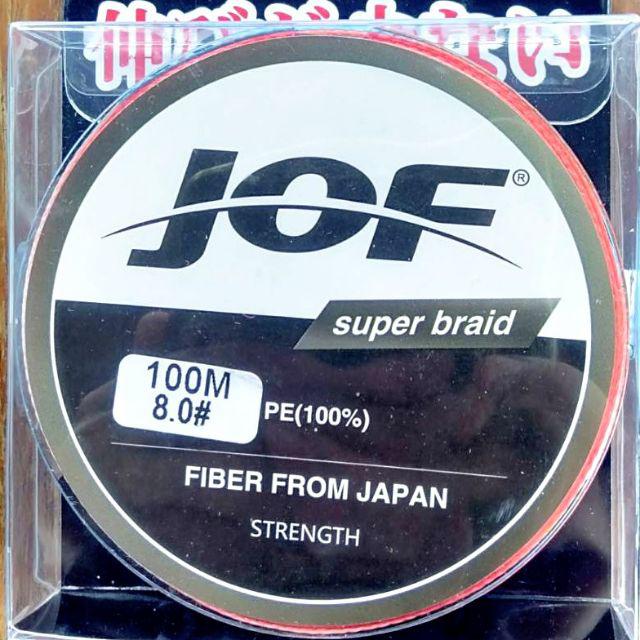 JOF®
super braid
100M
8.0#
PE(100%)
FIBER FROM JAPAN
STRENGTH